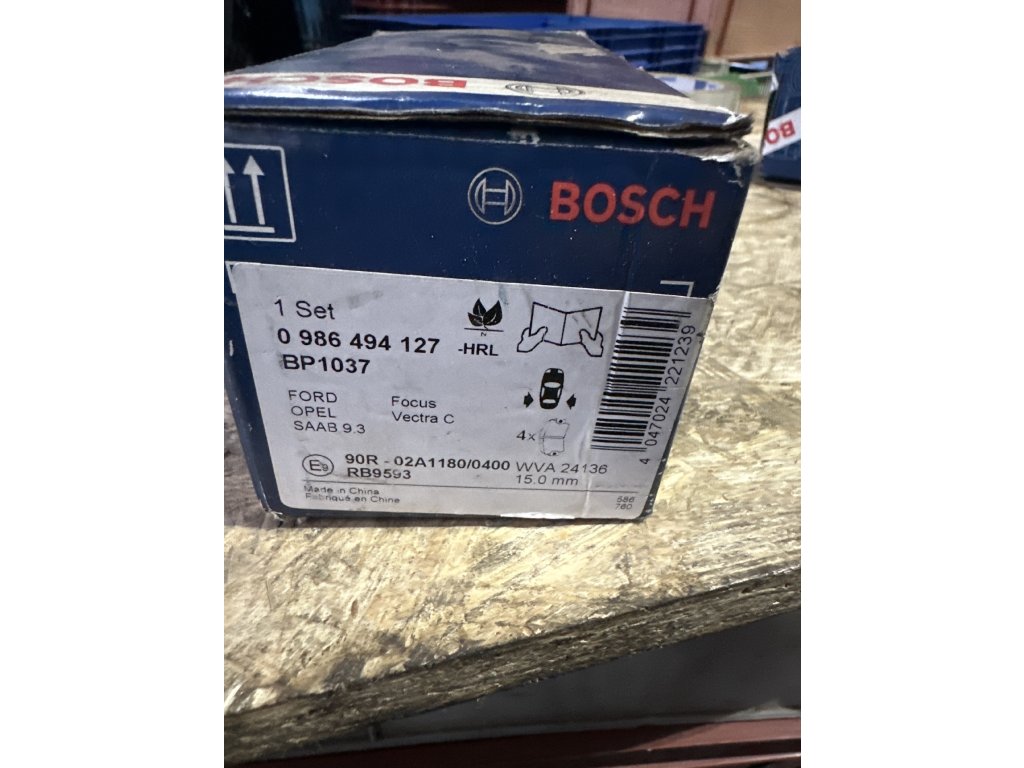 BOSCH
BO
BOSCH
1 Set
0 986 494 127 -HRL
BP1037
N
FORD Focus
OPEL Vectra C
SAAB 9.3
4x
4 047024 221239
E9 90R - 02A1180/0400 WVA 24136
RB9593 15.0 mm
Made in China
Fabriqué en Chine
586
760